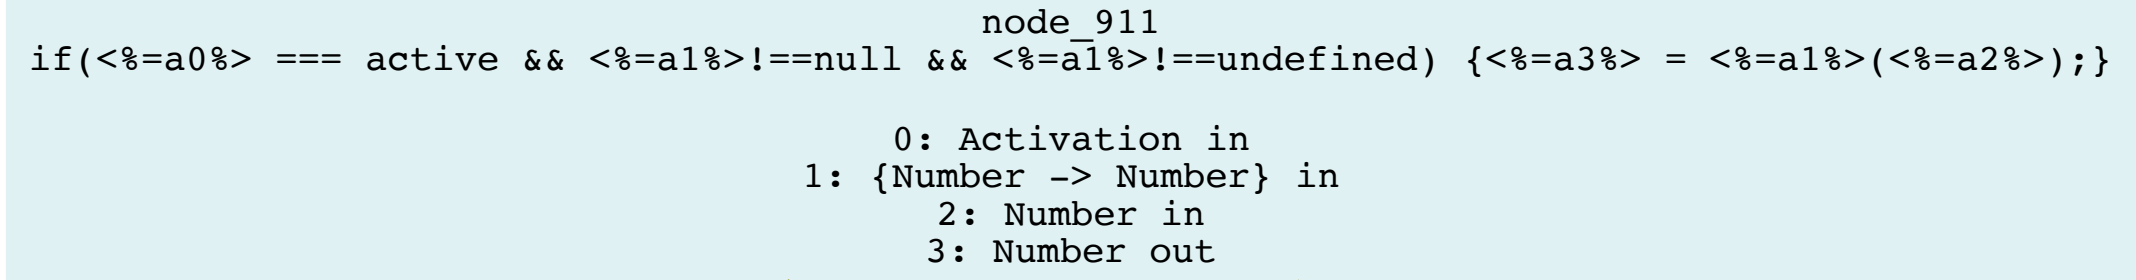 node_911
if(<%=a0%> === active && <%=a1%>!==null && <%=a1%>!==undefined) {<%=a3%> = <%=a1%>(<%=a2%>);}
0: Activation in
1: {Number -> Number} in
2: Number in
3: Number out